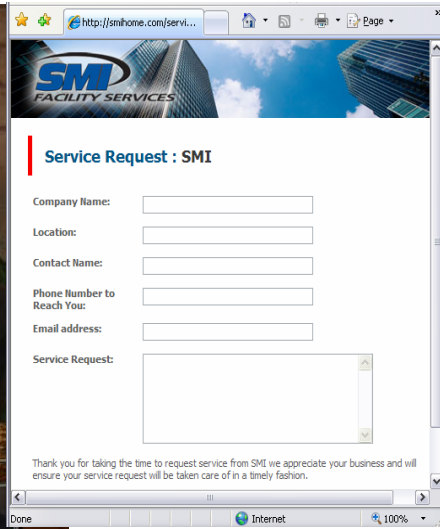 http://smihome.com/servi...
Page
SMI
FACILITY SERVICES
Service Request : SMI
Company Name:
Location:
Contact Name:
Phone Number to
Reach You:
Email address:
Service Request:
Thank you for taking the time to request service from SMI we appreciate your business and will
ensure your service request will be taken care of in a timely fashion.
Done
Internet
100%